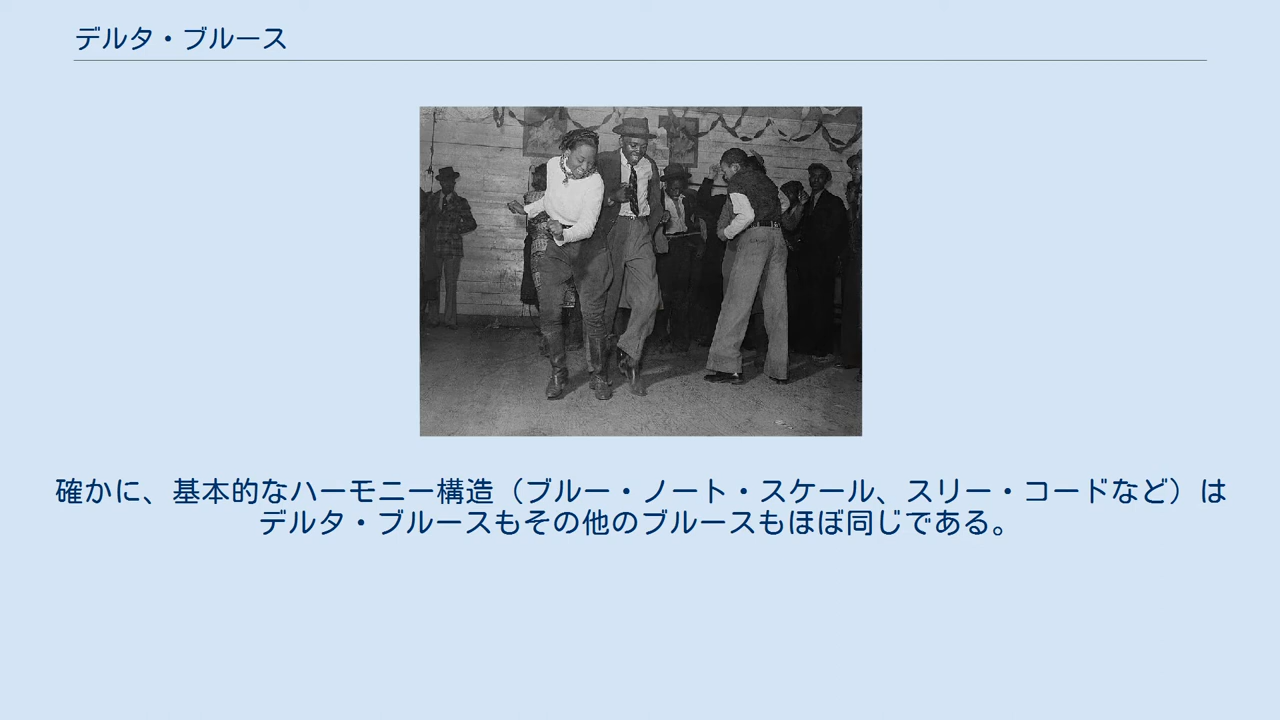 デルタ・ブルース
確かに、基本的なハーモニー構造（ブルー・ノート・スケール、スリー・コードなど）は
デルタ・ブルースもその他のブルースもほぼ同じである。